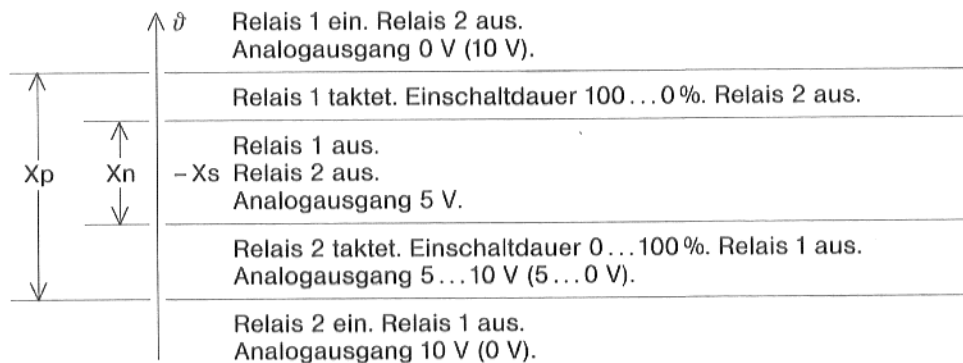 ϑ
Relais 1 ein. Relais 2 aus.
Analogausgang 0 V (10 V).
Relais 1 taktet. Einschaltdauer 100...0%. Relais 2 aus.
Relais 1 aus.
Xp Xn –Xs Relais 2 aus.
Analogausgang 5 V.
Relais 2 taktet. Einschaltdauer 0...100%. Relais 1 aus.
Analogausgang 5...10 V (5...0 V).
Relais 2 ein. Relais 1 aus.
Analogausgang 10 V (0 V).